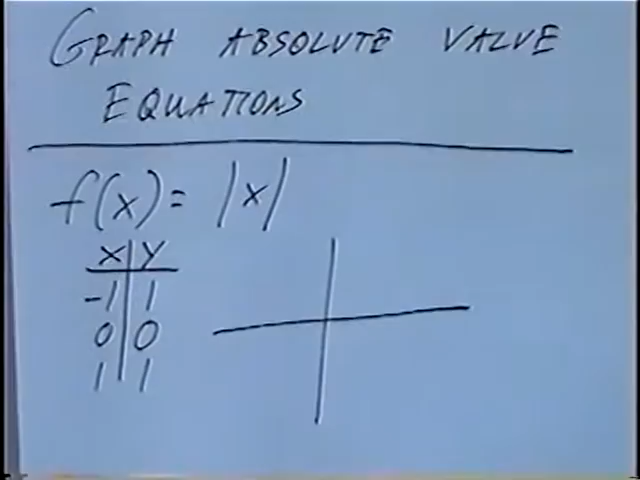 GRAPH ABSOLUTE VALUE
EQUATIONS
f(x) = |x|
X Y
-1 1
0 0
1 1